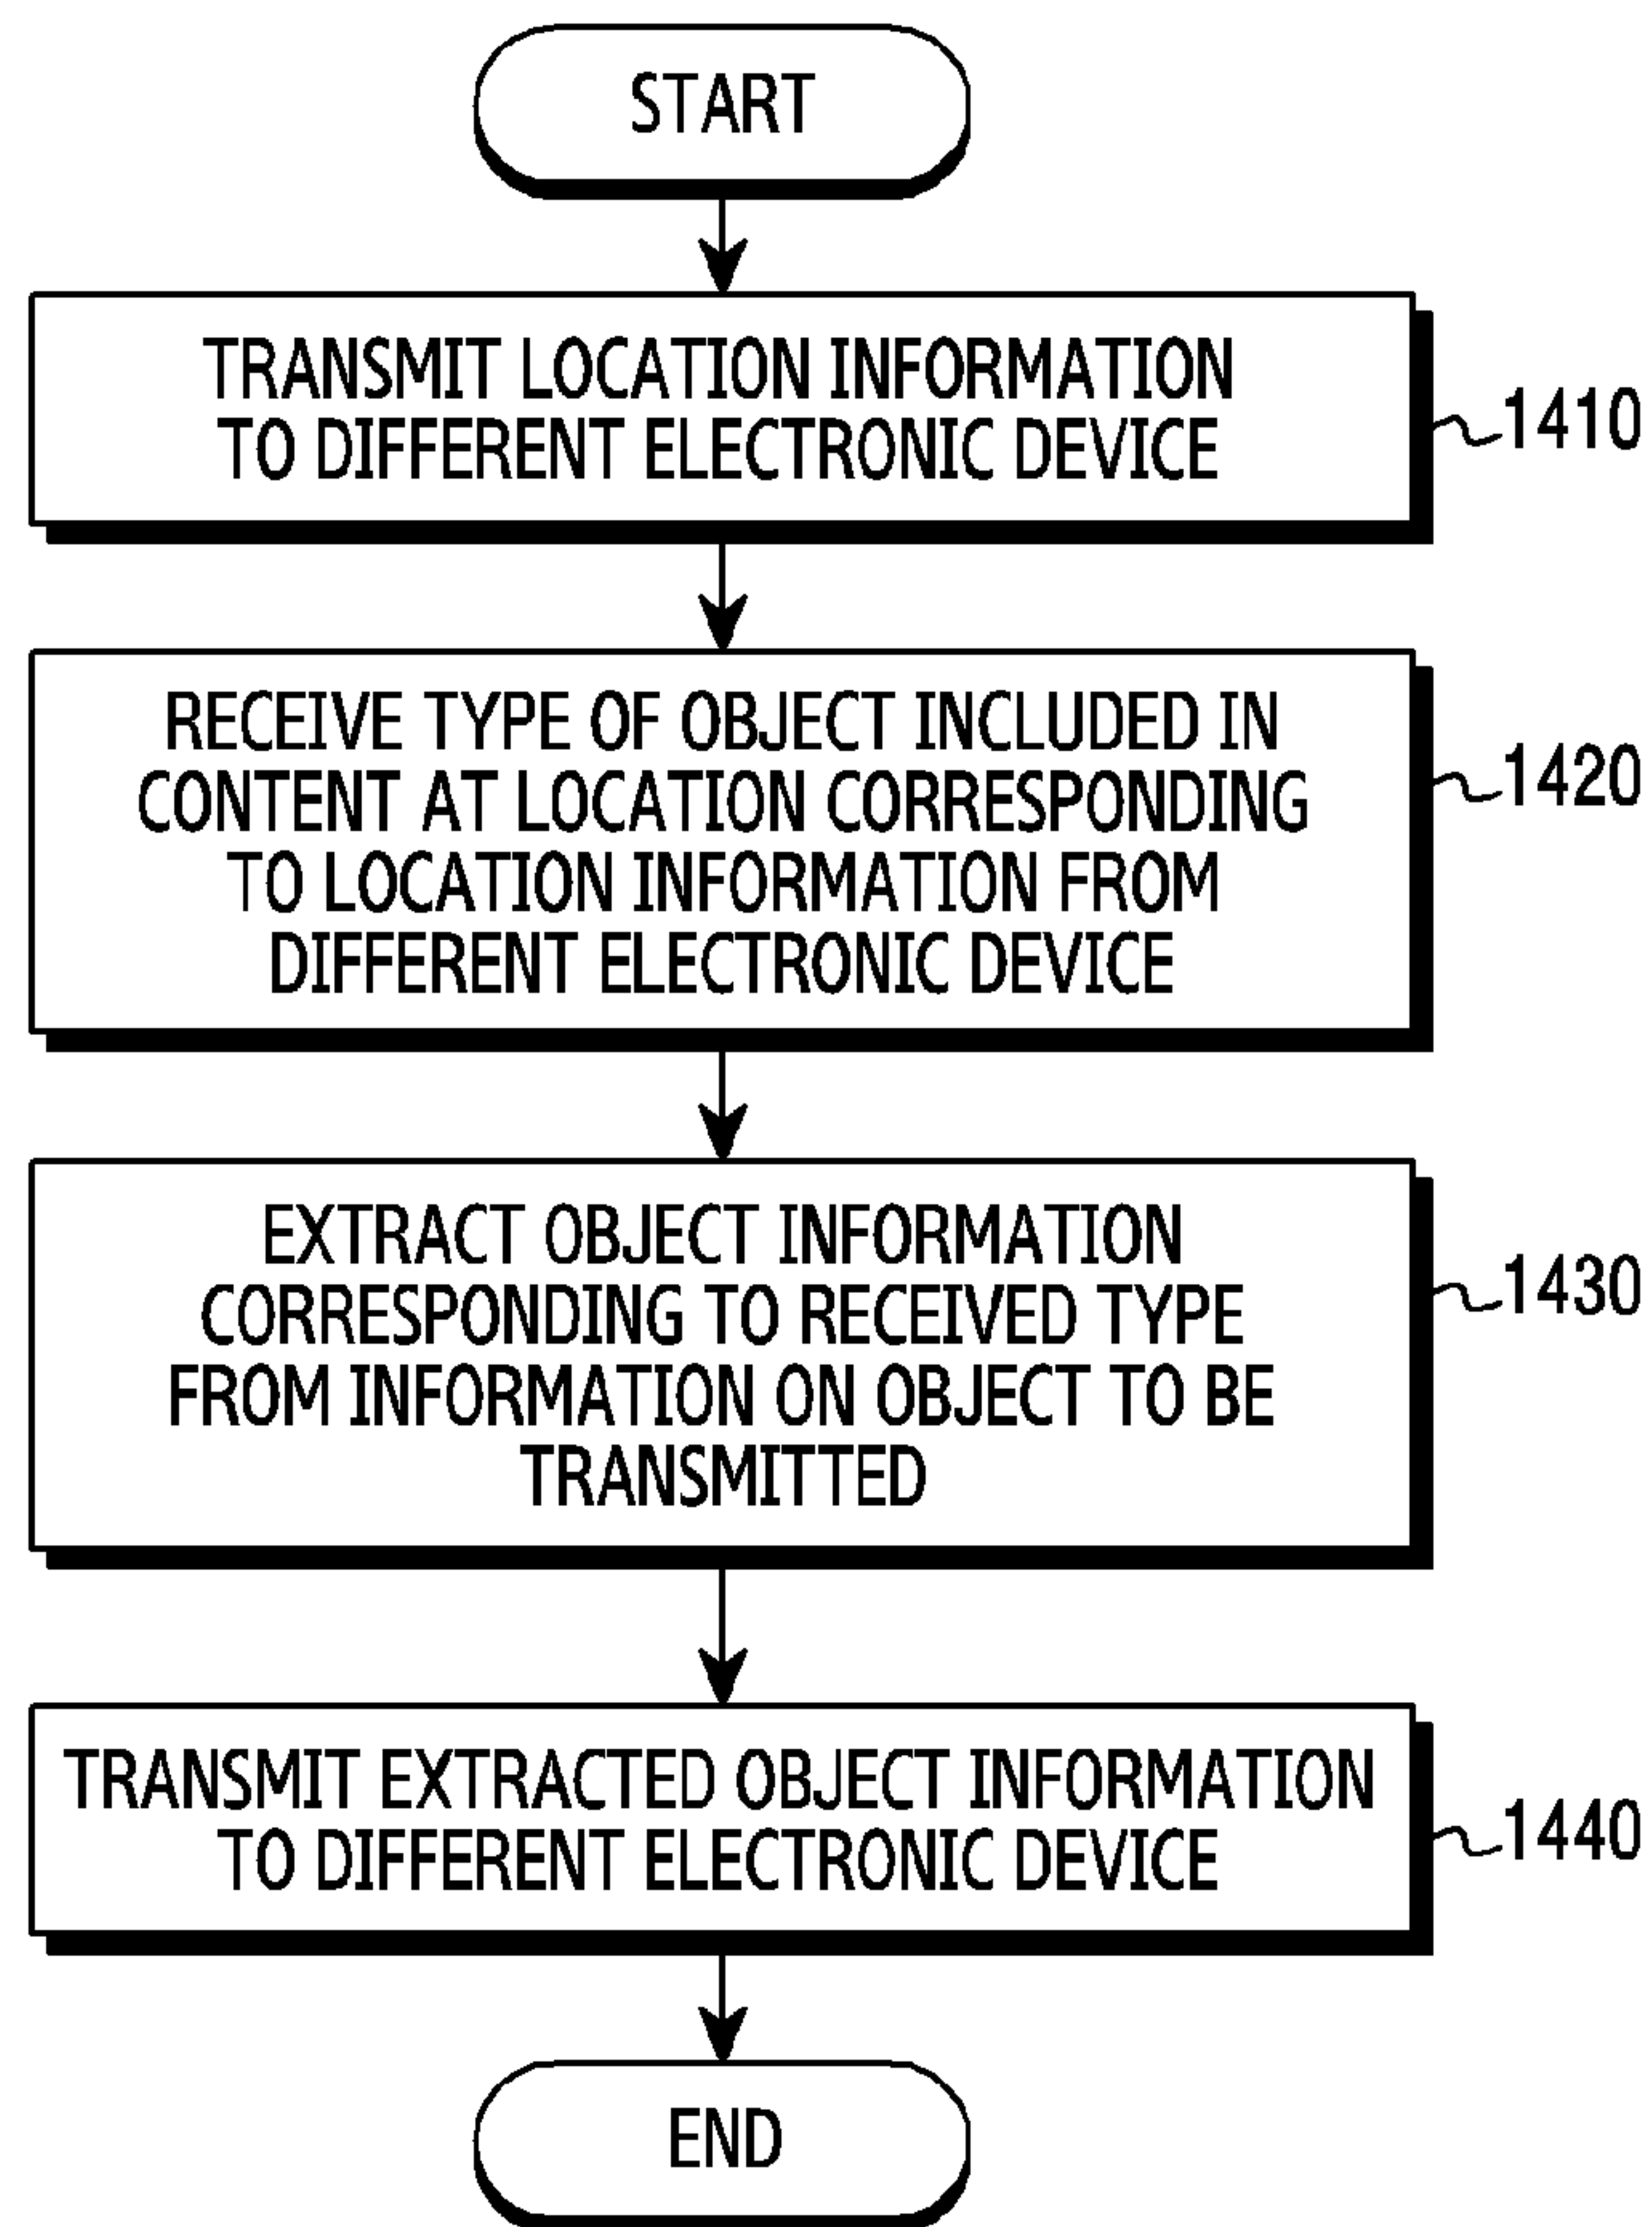 START
TRANSMIT LOCATION INFORMATION
TO DIFFERENT ELECTRONIC DEVICE
1410
RECEIVE TYPE OF OBJECT INCLUDED IN
CONTENT AT LOCATION CORRESPONDING
TO LOCATION INFORMATION FROM
DIFFERENT ELECTRONIC DEVICE
1420
EXTRACT OBJECT INFORMATION
CORRESPONDING TO RECEIVED TYPE
FROM INFORMATION ON OBJECT TO BE
TRANSMITTED
1430
TRANSMIT EXTRACTED OBJECT INFORMATION
TO DIFFERENT ELECTRONIC DEVICE
1440
END